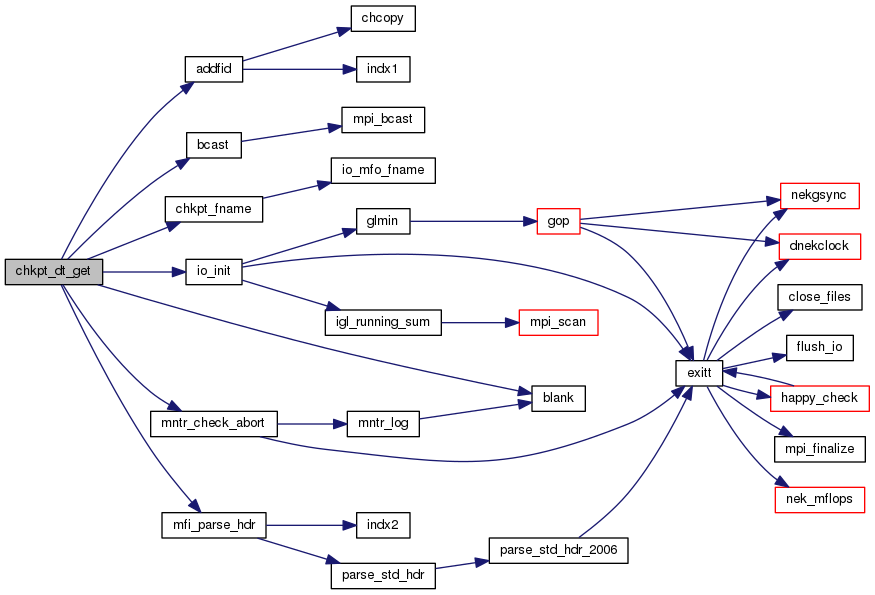 chcopy
addfid
indx1
mpi_bcast
bcast
io_mfo_fname
chkpt_fname
nekgsync
glmin
gop
dnekclock
chkpt_dt_get
io_init
close_files
igl_running_sum
mpi_scan
flush_io
exitt
blank
happy_check
mntr_check_abort
mntr_log
mpi_finalize
nek_mflops
mfi_parse_hdr
indx2
parse_std_hdr_2006
parse_std_hdr